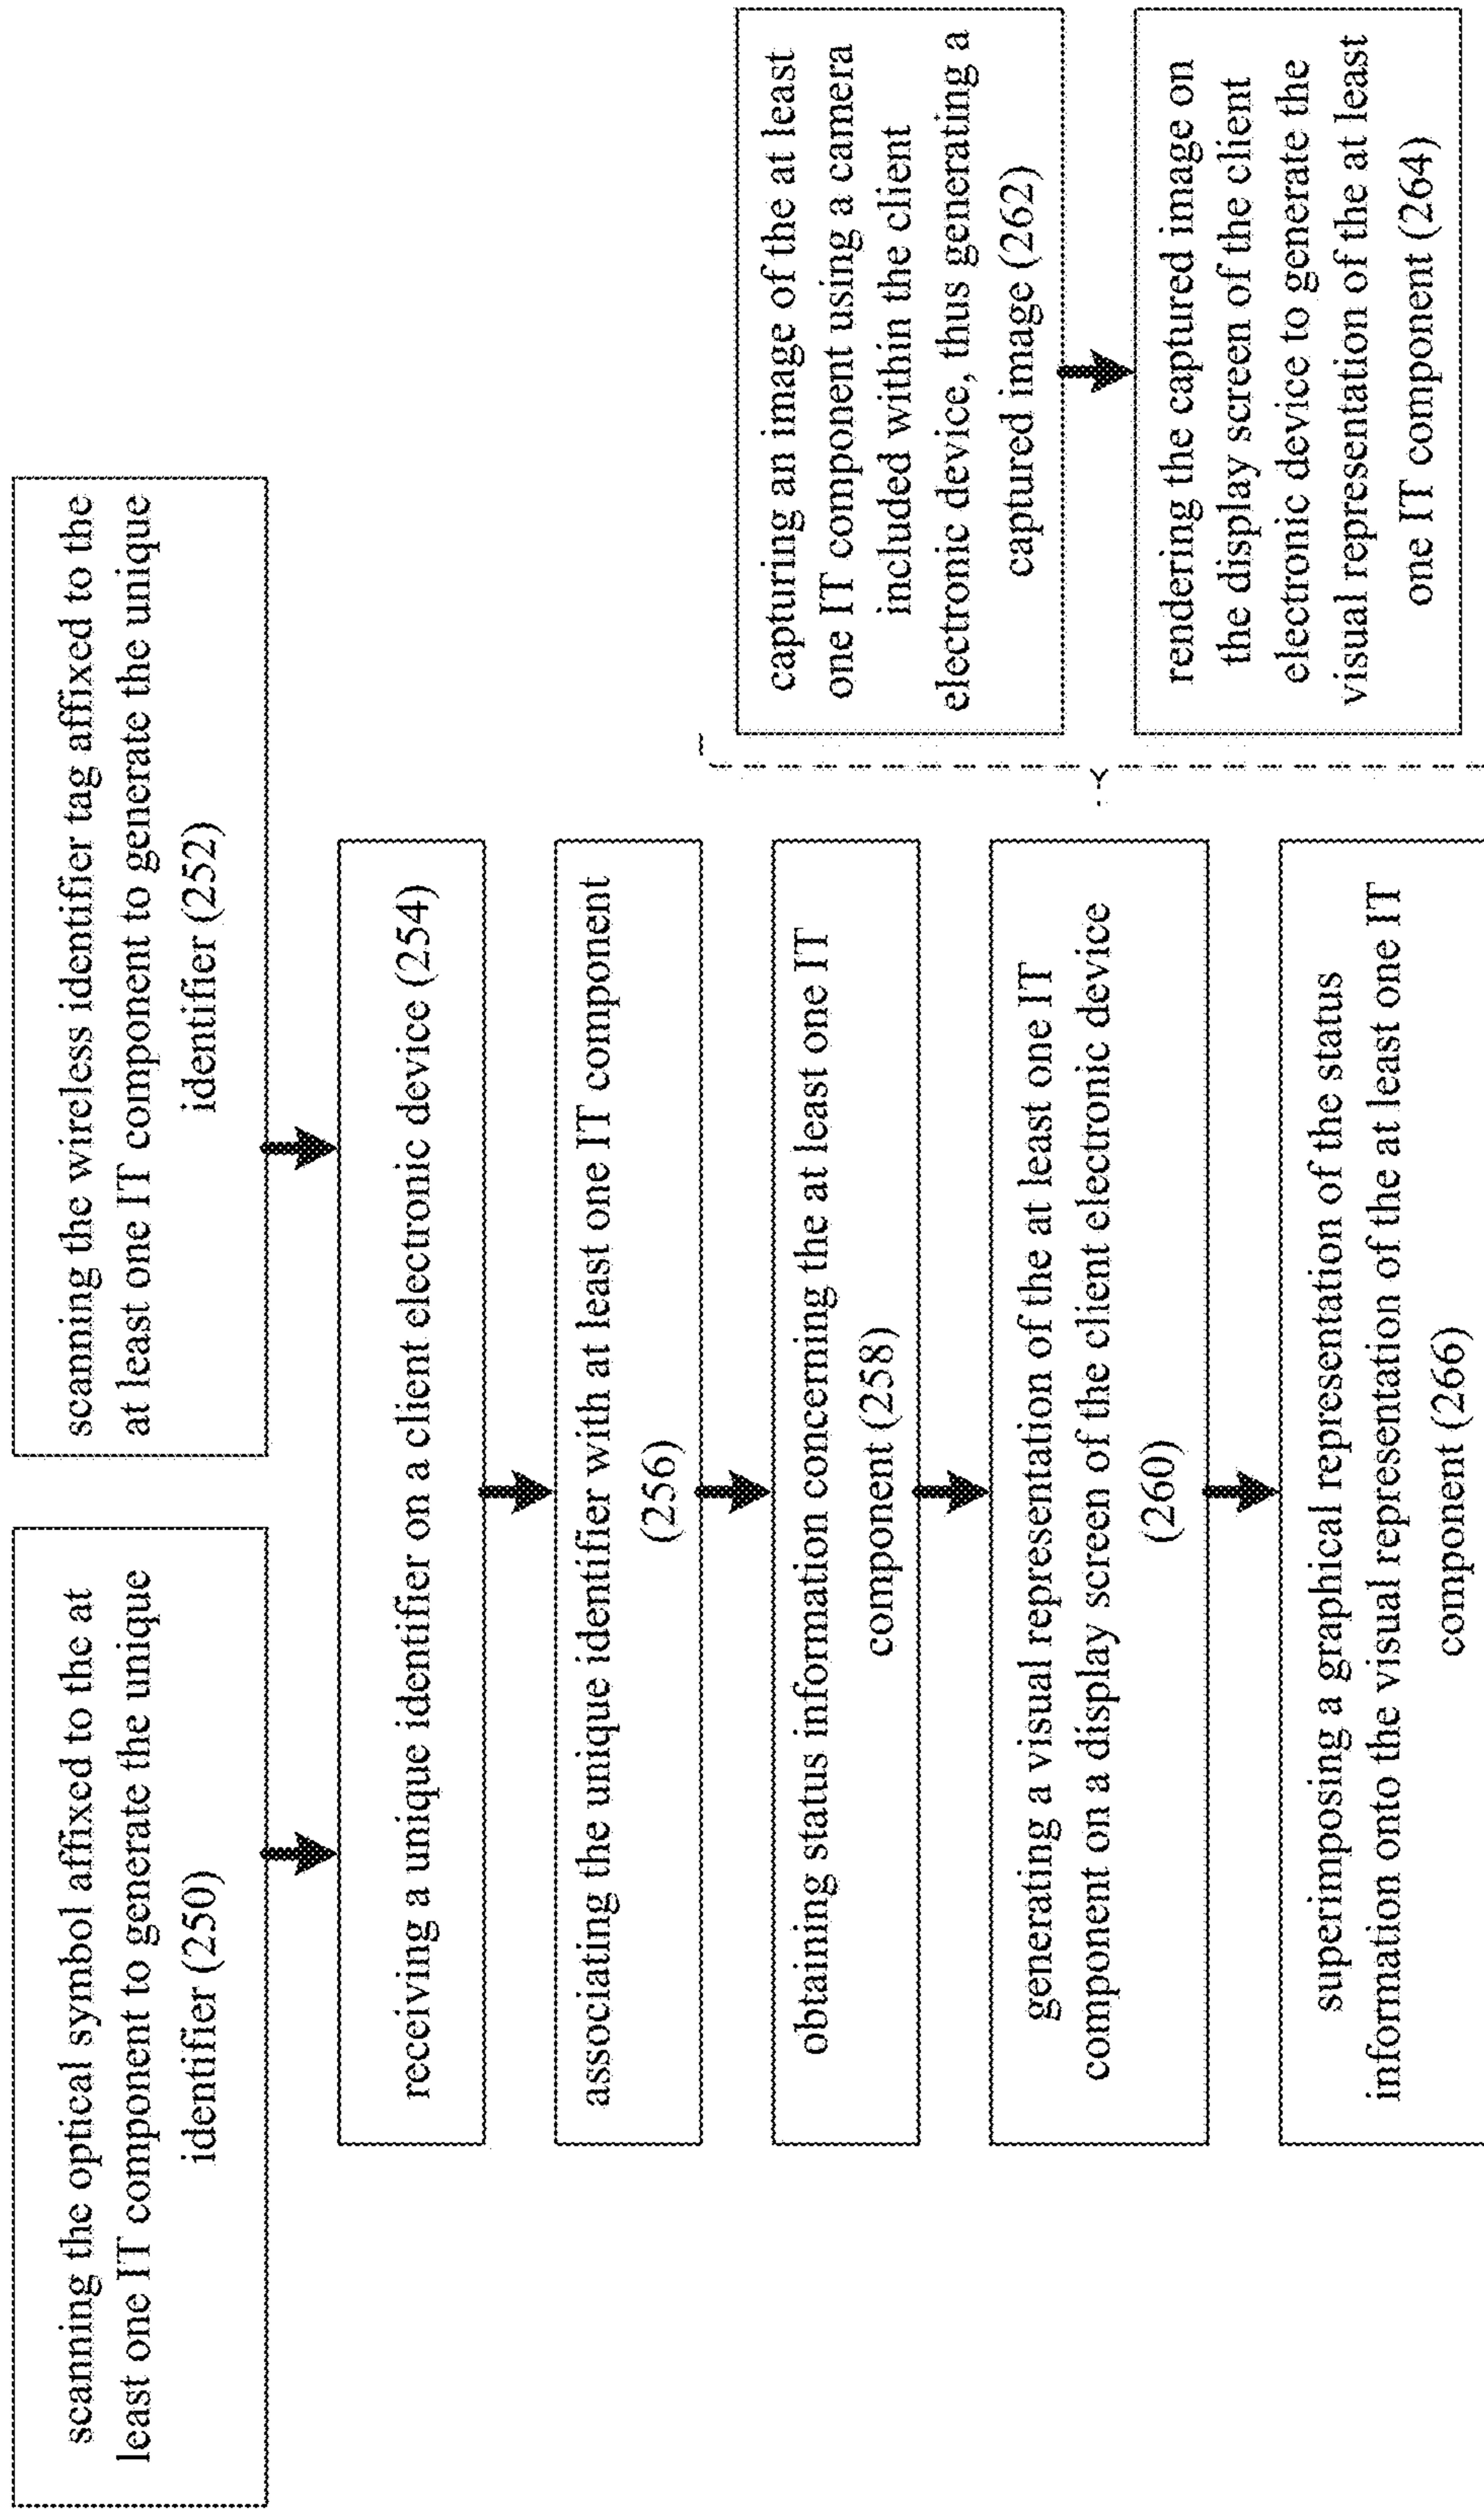 scanning the optical symbol affixed to the at
least one IT component to generate the unique
identifier (250)
scanning the wireless identifier tag affixed to the
at least one IT component to generate the unique
identifier (252)
receiving a unique identifier on a client electronic device (254)
associating the unique identifier with at least one IT component
(256)
obtaining status information concerning the at least one IT
component (258)
generating a visual representation of the at least one IT
component on a display screen of the client electronic device
(260)
capturing an image of the at least
one IT component using a camera
included within the client
electronic device, thus generating a
captured image (262)
rendering the captured image on
the display screen of the client
electronic device to generate the
visual representation of the at least
one IT component (264)
superimposing a graphical representation of the status
information onto the visual representation of the at least one IT
component (266)